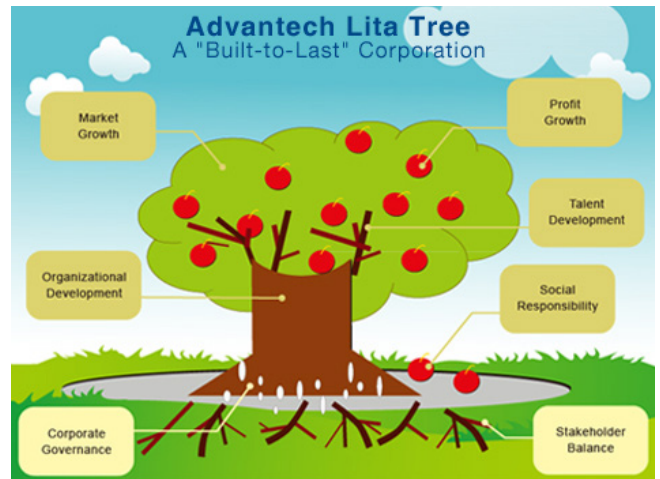 Advantech Lita Tree
A "Built-to-Last" Corporation
Market
Growth
Profit
Growth
Talent
Development
Organizational
Development
Social
Responsibility
Corporate
Governance
Stakeholder
Balance